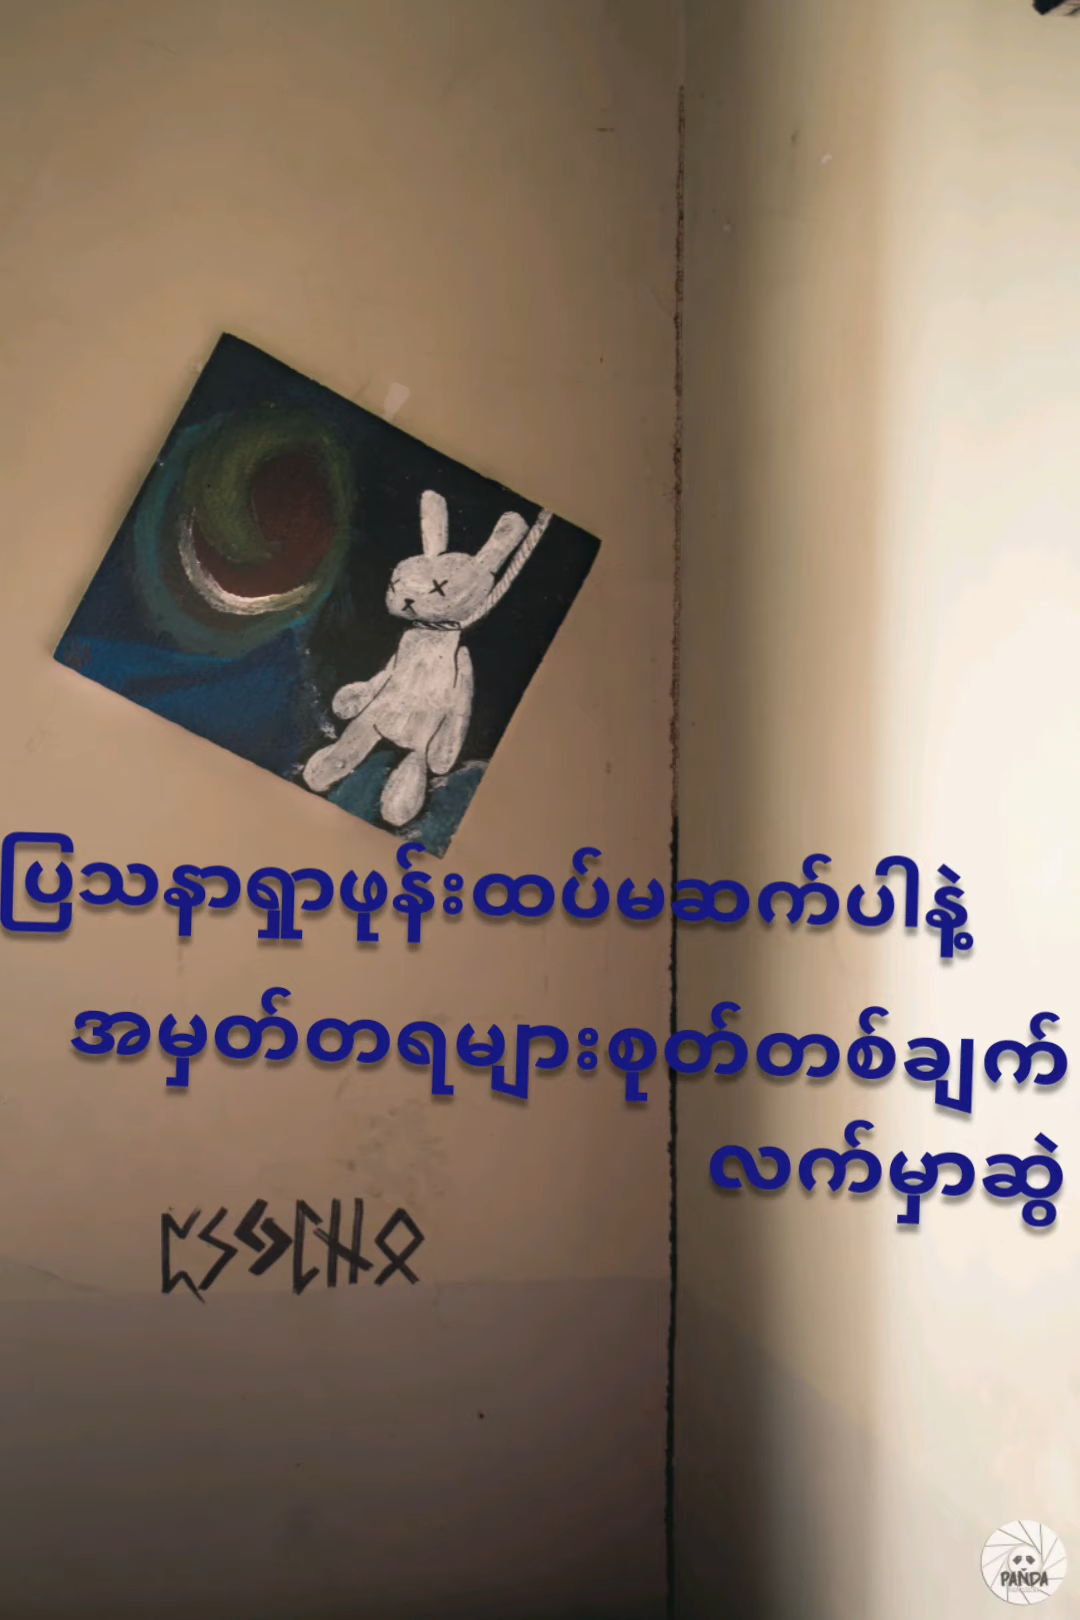 ပြသနာရှာဖုန်းထပ်မဆက်ပါနဲ့
အမှတ်တရများစုတ်တစ်ချက်
လက်မှာဆွဲ
PANDA